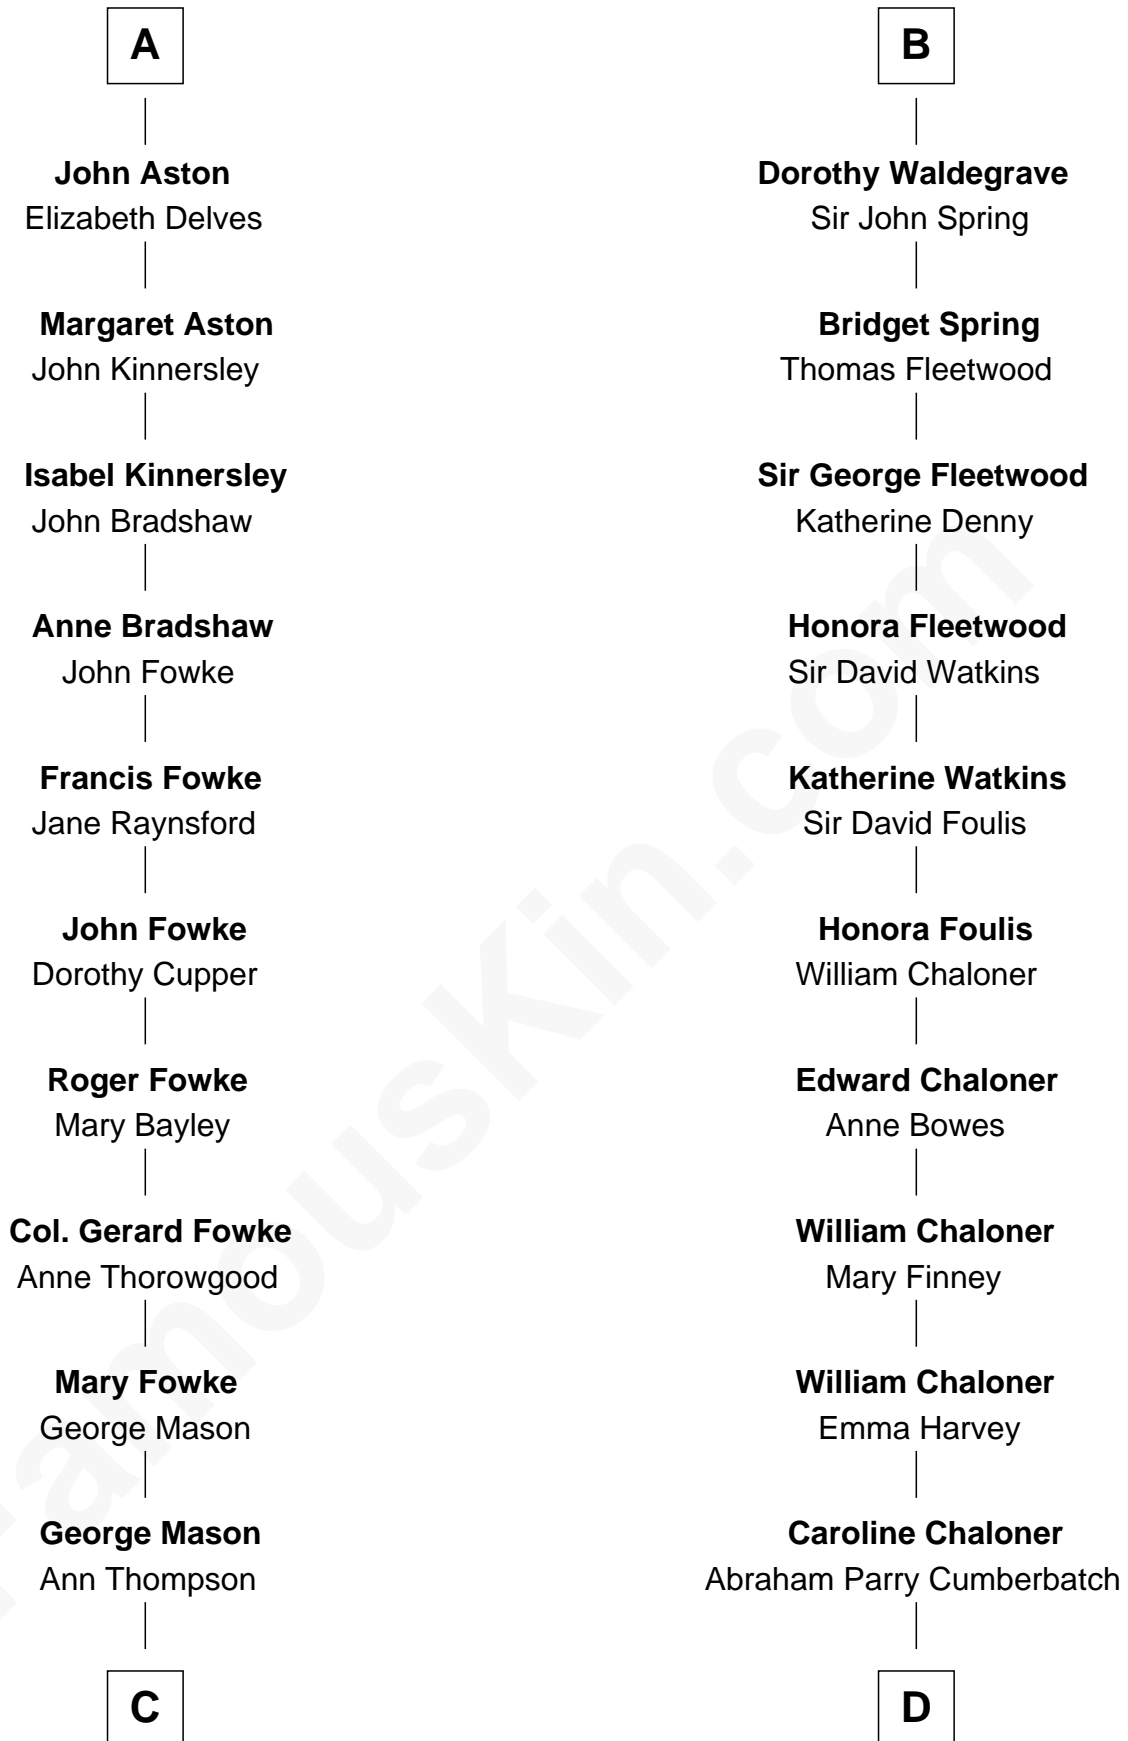 A
John Aston
Elizabeth Delves
Margaret Aston
John Kinnersley
Isabel Kinnersley
John Bradshaw
Anne Bradshaw
John Fowke
Francis Fowke
Jane Raynsford
John Fowke
Dorothy Cupper
Roger Fowke
Mary Bayley
Col. Gerard Fowke
Anne Thorowgood
Mary Fowke
George Mason
George Mason
Ann Thompson
C
B
Dorothy Waldegrave
Sir John Spring
Bridget Spring
Thomas Fleetwood
Sir George Fleetwood
Katherine Denny
Honora Fleetwood
Sir David Watkins
Katherine Watkins
Sir David Foulis
Honora Foulis
William Chaloner
Edward Chaloner
Anne Bowes
William Chaloner
Mary Finney
William Chaloner
Emma Harvey
Caroline Chaloner
Abraham Parry Cumberbatch
D
FamousKin.com